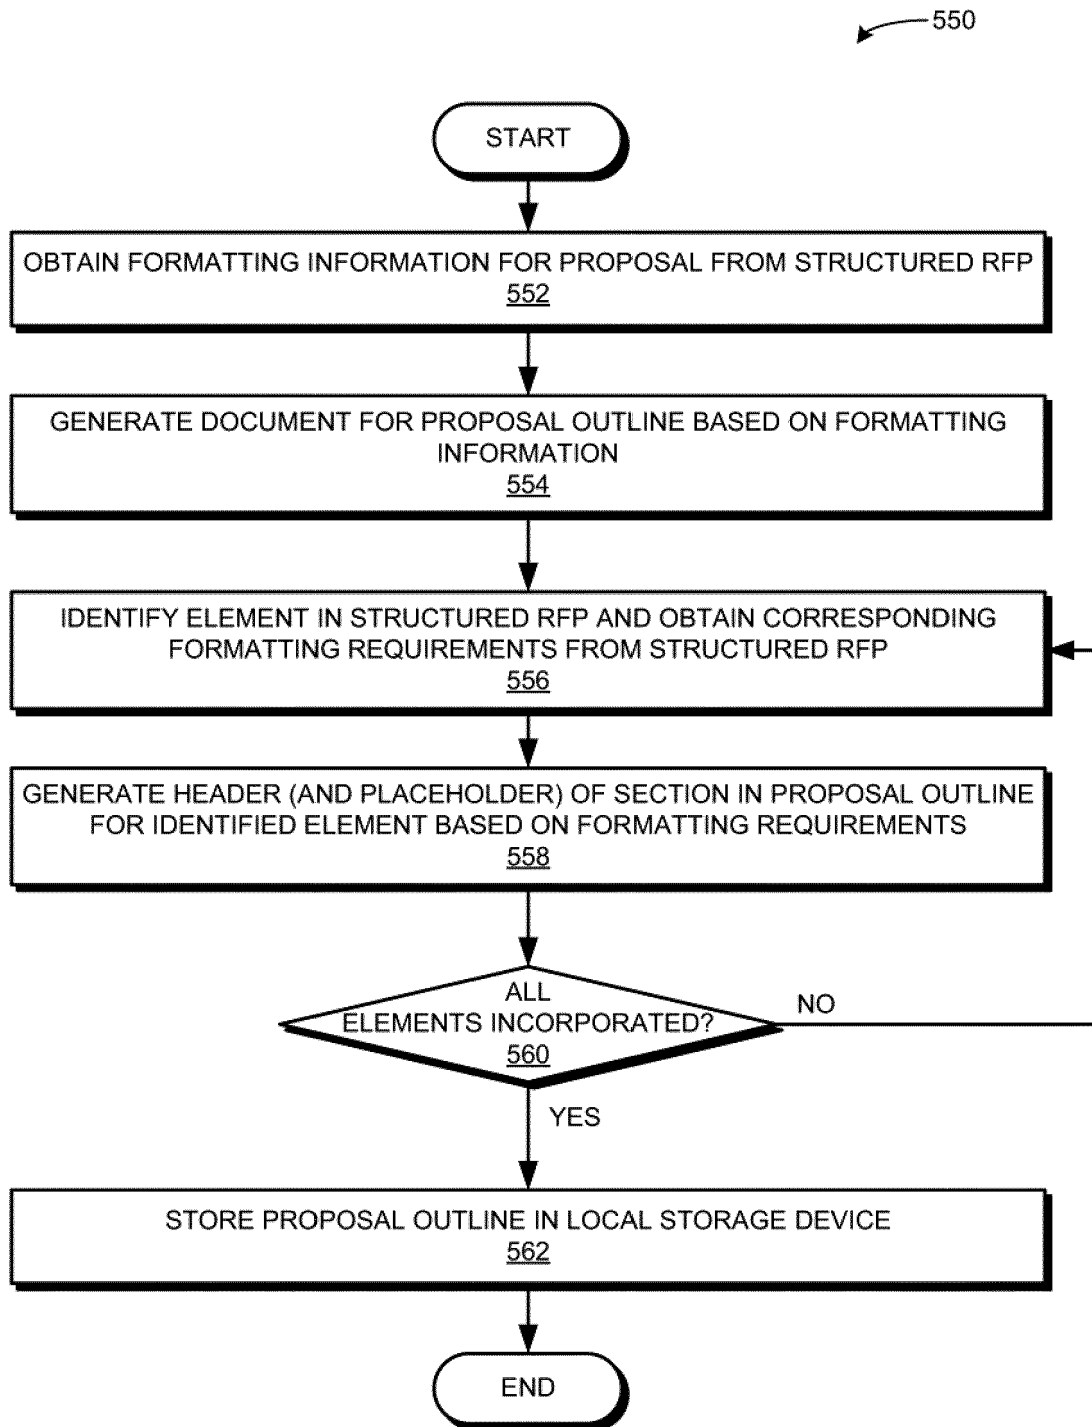 550
START
OBTAIN FORMATTING INFORMATION FOR PROPOSAL FROM STRUCTURED RFP
552
GENERATE DOCUMENT FOR PROPOSAL OUTLINE BASED ON FORMATTING
INFORMATION
554
IDENTIFY ELEMENT IN STRUCTURED RFP AND OBTAIN CORRESPONDING
FORMATTING REQUIREMENTS FROM STRUCTURED RFP
556
GENERATE HEADER (AND PLACEHOLDER) OF SECTION IN PROPOSAL OUTLINE
FOR IDENTIFIED ELEMENT BASED ON FORMATTING REQUIREMENTS
558
ALL
ELEMENTS INCORPORATED?
560
NO
YES
STORE PROPOSAL OUTLINE IN LOCAL STORAGE DEVICE
562
END